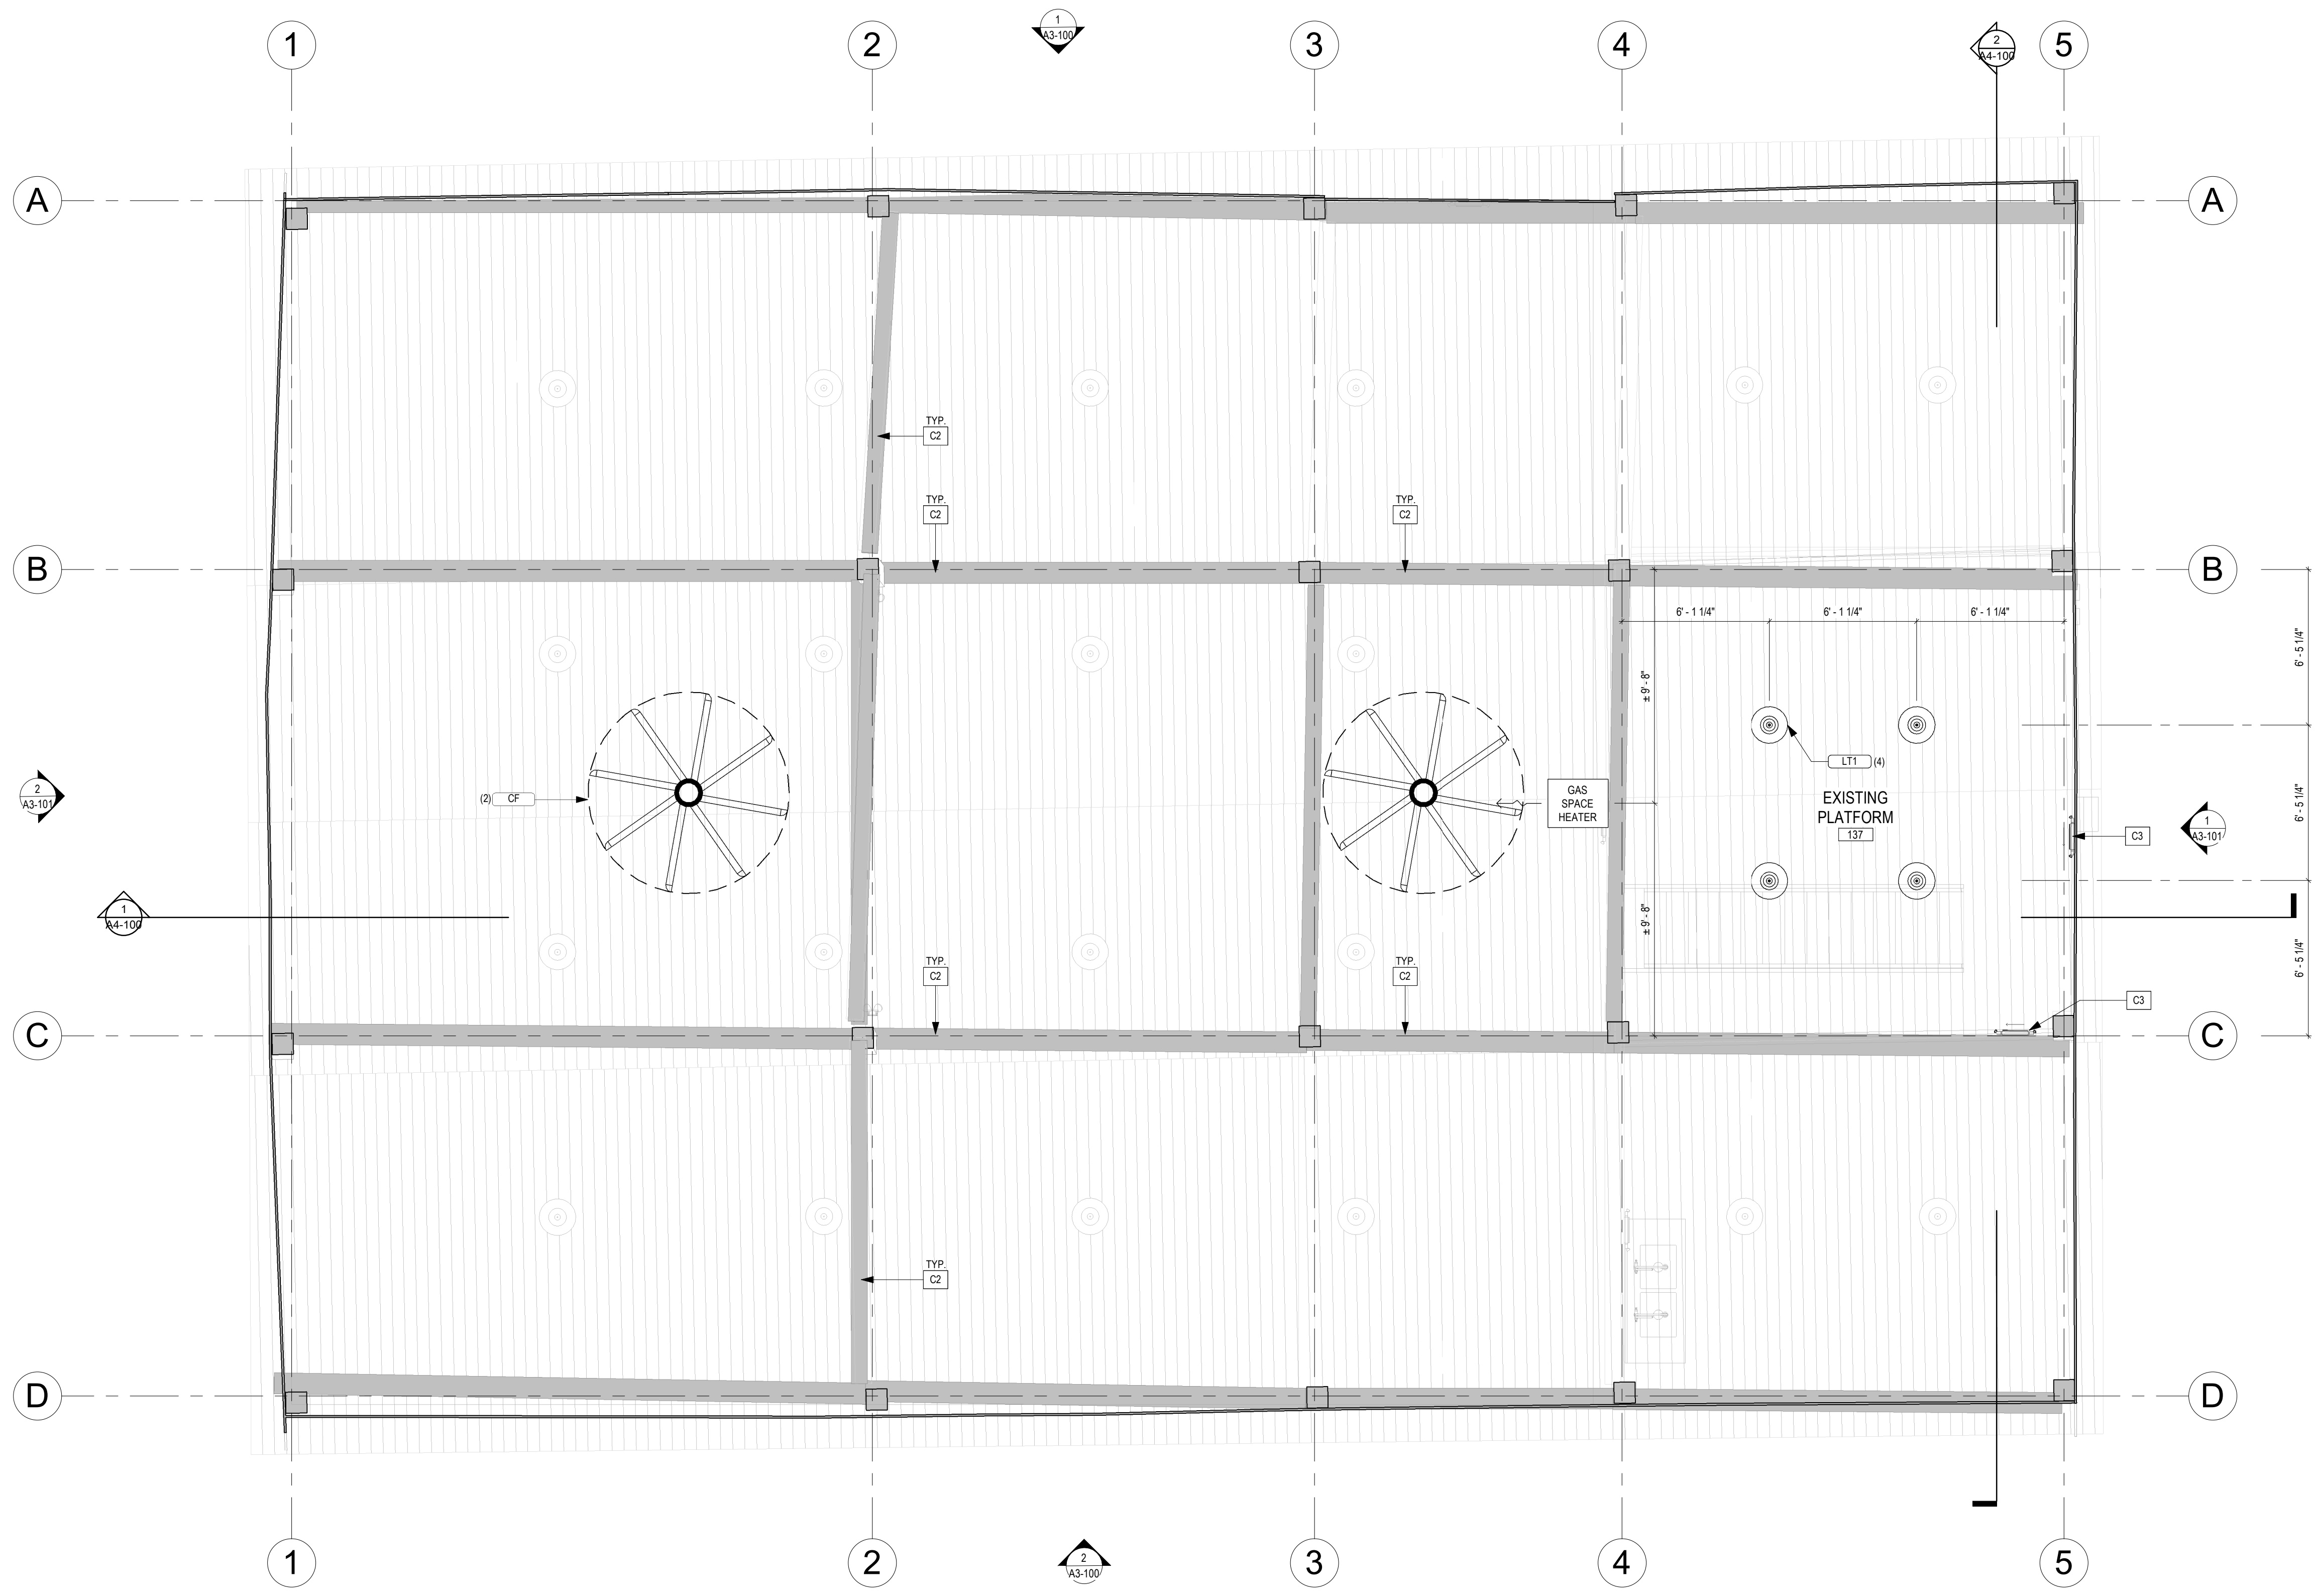 1
2
3
4
5
1
A3-100
2
A4-100
A
A
TYP.
C2
TYP.
C2
TYP.
C2
B
B
6' - 1 1/4"
6' - 1 1/4"
6' - 1 1/4"
6' - 5 1/4"
± 9' - 8"
LT1 (4)
2
A3-101
(2) CF
GAS
SPACE
HEATER
EXISTING
PLATFORM
137
6' - 5 1/4"
1
A3-101
C3
1
A4-100
± 9' - 8"
6' - 5 1/4"
TYP.
C2
TYP.
C2
C3
C
C
TYP.
C2
D
D
1
2
3
4
5
2
A3-100